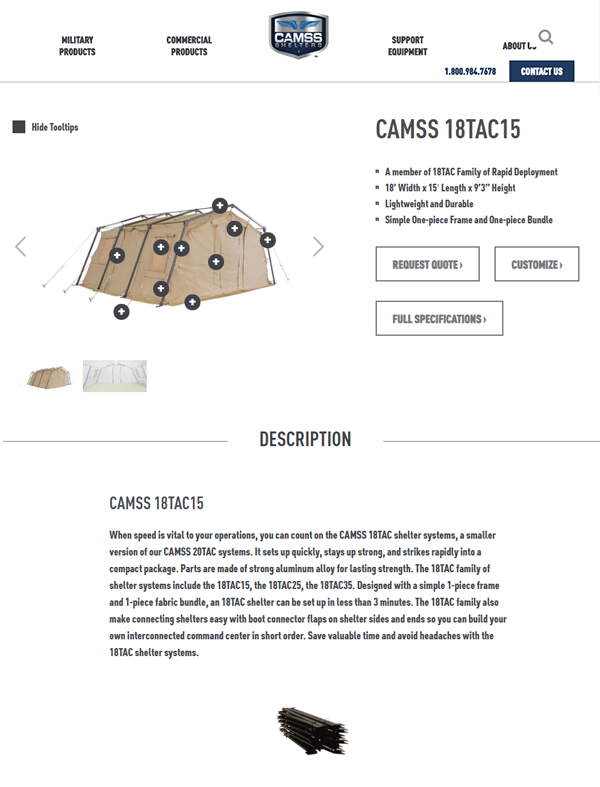 MILITARY
PRODUCTS
COMMERCIAL
PRODUCTS
CAMSS
SHELTERS
SUPPORT
EQUIPMENT
ABOUT
1.800.984.7678
CONTACT US
Hide Tooltips
CAMSS 18TAC15
A member of 18TAC Family of Rapid Deployment
18' Width x 15' Length x 9'3" Height
Lightweight and Durable
Simple One-piece Frame and One-piece Bundle
REQUEST QUOTE ›
CUSTOMIZE ›
FULL SPECIFICATIONS ›
DESCRIPTION
CAMSS 18TAC15
When speed is vital to your operations, you can count on the CAMSS 18TAC shelter systems, a smaller
version of our CAMSS 20TAC systems. It sets up quickly, stays up strong, and strikes rapidly into a
compact package. Parts are made of strong aluminum alloy for lasting strength. The 18TAC family of
shelter systems include the 18TAC15, the 18TAC25, the 18TAC35. Designed with a simple 1-piece frame
and 1-piece fabric bundle, an 18TAC shelter can be set up in less than 3 minutes. The 18TAC family also
make connecting shelters easy with boot connector flaps on shelter sides and ends so you can build your
own interconnected command center in short order. Save valuable time and avoid headaches with the
18TAC shelter systems.